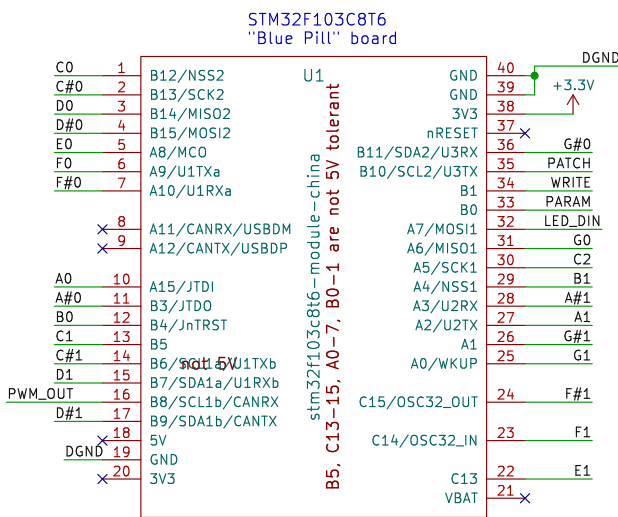 STM32F103C8T6
"Blue Pill" board
U1
stm32f103c8t6-module-china
B5, C13-15, A0-7, B0-1 are not 5V tolerant
not 5V
C0 1 B12/NSS2
C#0 2 B13/SCK2
D0 3 B14/MISO2
D#0 4 B15/MOSI2
E0 5 A8/MCO
F0 6 A9/U1TXa
F#0 7 A10/U1RXa
8 A11/CANRX/USBDM
9 A12/CANTX/USBDP
A0 10 A15/JTDI
A#0 11 B3/JTDO
B0 12 B4/JnTRST
C1 13 B5
C#1 14 B6/SCL1a/U1TXb
D1 15 B7/SDA1a/U1RXb
PWM_OUT 16 B8/SCL1b/CANRX
D#1 17 B9/SDA1b/CANTX
18 5V
DGND 19 GND
20 3V3
GND 40 DGND
GND 39
3V3 38 +3.3V
nRESET 37
B11/SDA2/U3RX 36 G#0
B10/SCL2/U3TX 35 PATCH
B1 34 WRITE
B0 33 PARAM
A7/MOSI1 32 LED_DIN
A6/MISO1 31 G0
A5/SCK1 30 C2
A4/NSS1 29 B1
A3/U2RX 28 A#1
A2/U2TX 27 A1
A1 26 G#1
A0/WKUP 25 G1
C15/OSC32_OUT 24 F#1
C14/OSC32_IN 23 F1
C13 22 E1
VBAT 21